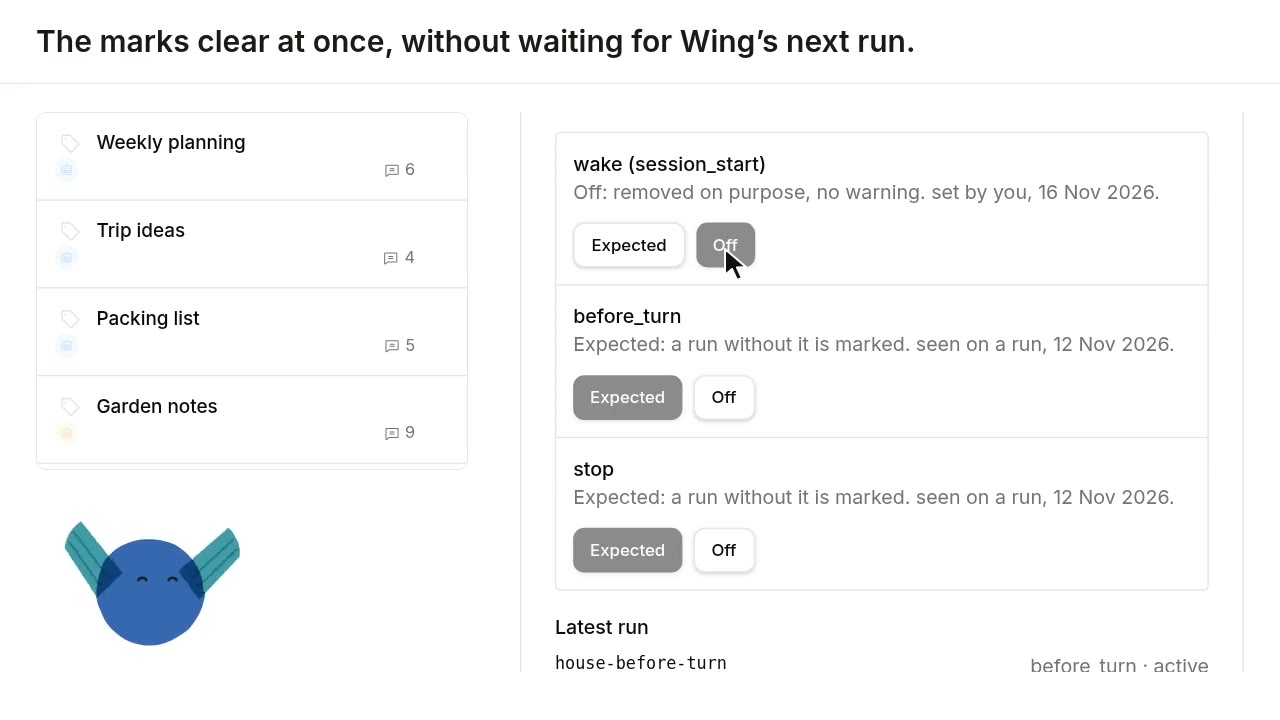 The marks clear at once, without waiting for Wing’s next run.
Weekly planning
6
Trip ideas
4
Packing list
5
Garden notes
9
wake (session_start)
Off: removed on purpose, no warning. set by you, 16 Nov 2026.
Expected Off
before_turn
Expected: a run without it is marked. seen on a run, 12 Nov 2026.
Expected Off
stop
Expected: a run without it is marked. seen on a run, 12 Nov 2026.
Expected Off
Latest run
house-before-turn before_turn · active